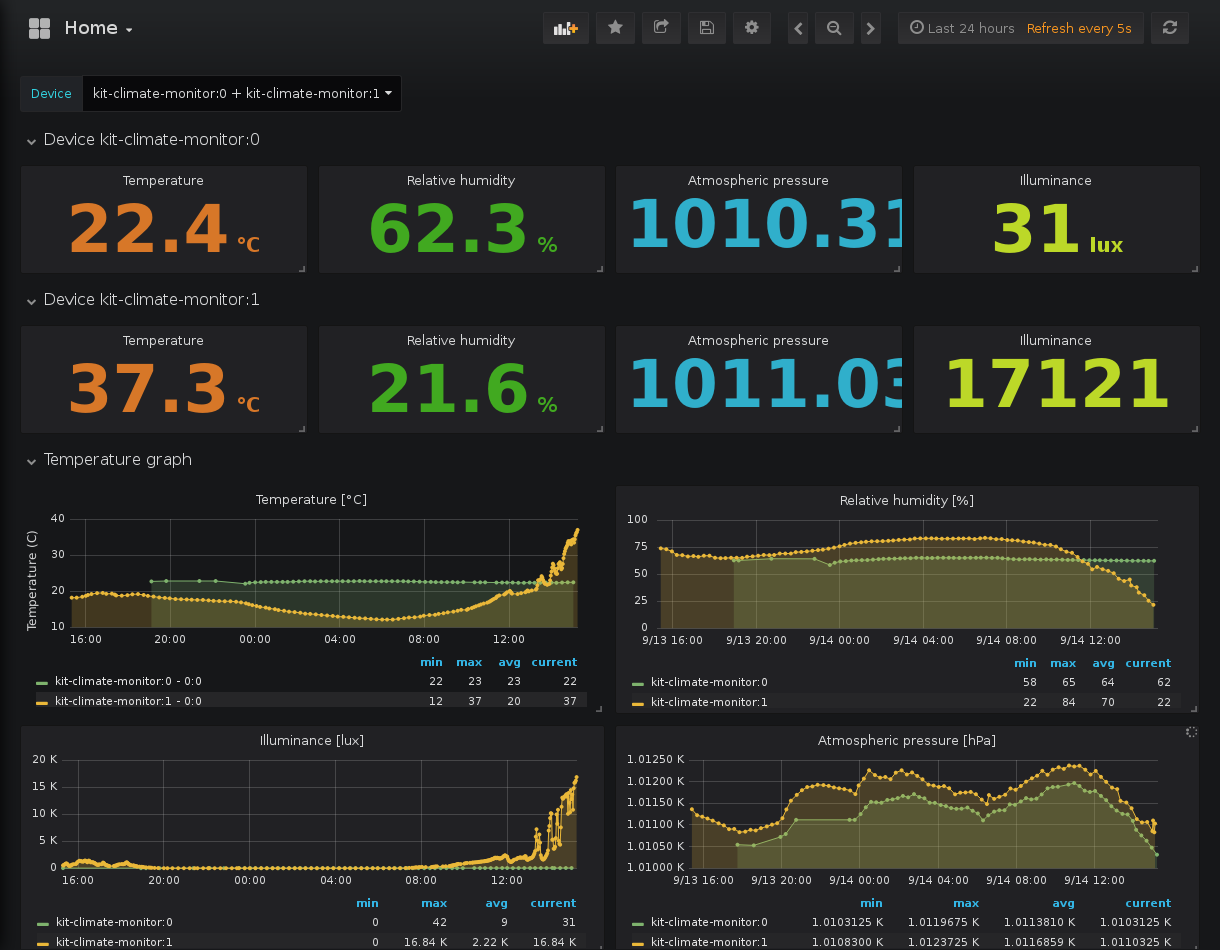 Home
Last 24 hours Refresh every 5s
Device kit-climate-monitor:0 + kit-climate-monitor:1
Device kit-climate-monitor:0
Temperature Relative humidity Atmospheric pressure Illuminance
22.4 °C 62.3 % 1010.31 31 lux
Device kit-climate-monitor:1
Temperature Relative humidity Atmospheric pressure Illuminance
37.3 °C 21.6 % 1011.03 17121
Temperature graph
Temperature [°C]
Temperature (C)
40
30
20
10
16:00 20:00 00:00 04:00 08:00 12:00
min max avg current
kit-climate-monitor:0 - 0:0 22 23 23 22
kit-climate-monitor:1 - 0:0 12 37 20 37
Relative humidity [%]
100
75
50
25
0
9/13 16:00 9/13 20:00 9/14 00:00 9/14 04:00 9/14 08:00 9/14 12:00
min max avg current
kit-climate-monitor:0 58 65 64 62
kit-climate-monitor:1 22 84 70 22
Illuminance [lux]
20 K
15 K
10 K
5 K
0
16:00 20:00 00:00 04:00 08:00 12:00
min max avg current
kit-climate-monitor:0 0 42 9 31
kit-climate-monitor:1 0 16.84 K 2.22 K 16.84 K
Atmospheric pressure [hPa]
1.01250 K
1.01200 K
1.01150 K
1.01100 K
1.01050 K
1.01000 K
9/13 16:00 9/13 20:00 9/14 00:00 9/14 04:00 9/14 08:00 9/14 12:00
min max avg current
kit-climate-monitor:0 1.0103125 K 1.0119675 K 1.0113810 K 1.0103125 K
kit-climate-monitor:1 1.0108300 K 1.0123725 K 1.0116859 K 1.0110325 K